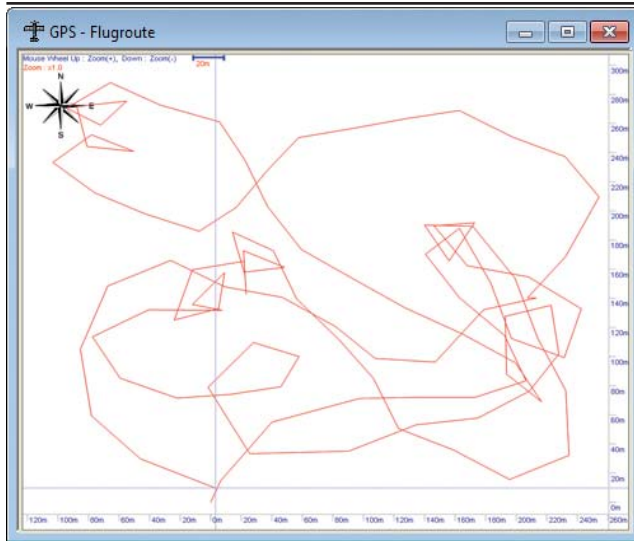 GPS - Flugroute
Mouse Wheel Up : Zoom(+), Down : Zoom(-)
Zoom : x1.0
20m
N
W E
S
300m
280m
260m
240m
220m
200m
180m
160m
140m
120m
100m
80m
60m
40m
20m
0m
120m 100m 80m 60m 40m 20m 0m 20m 40m 60m 80m 100m 120m 140m 160m 180m 200m 220m 240m 260m